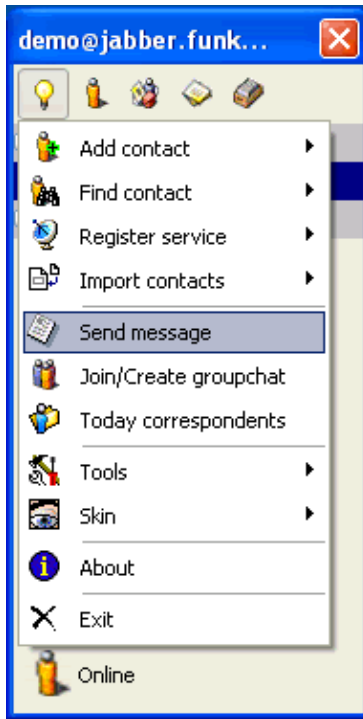 demo@jabber.funk...
Add contact
Find contact
Register service
Import contacts
Send message
Join/Create groupchat
Today correspondents
Tools
Skin
About
Exit
Online